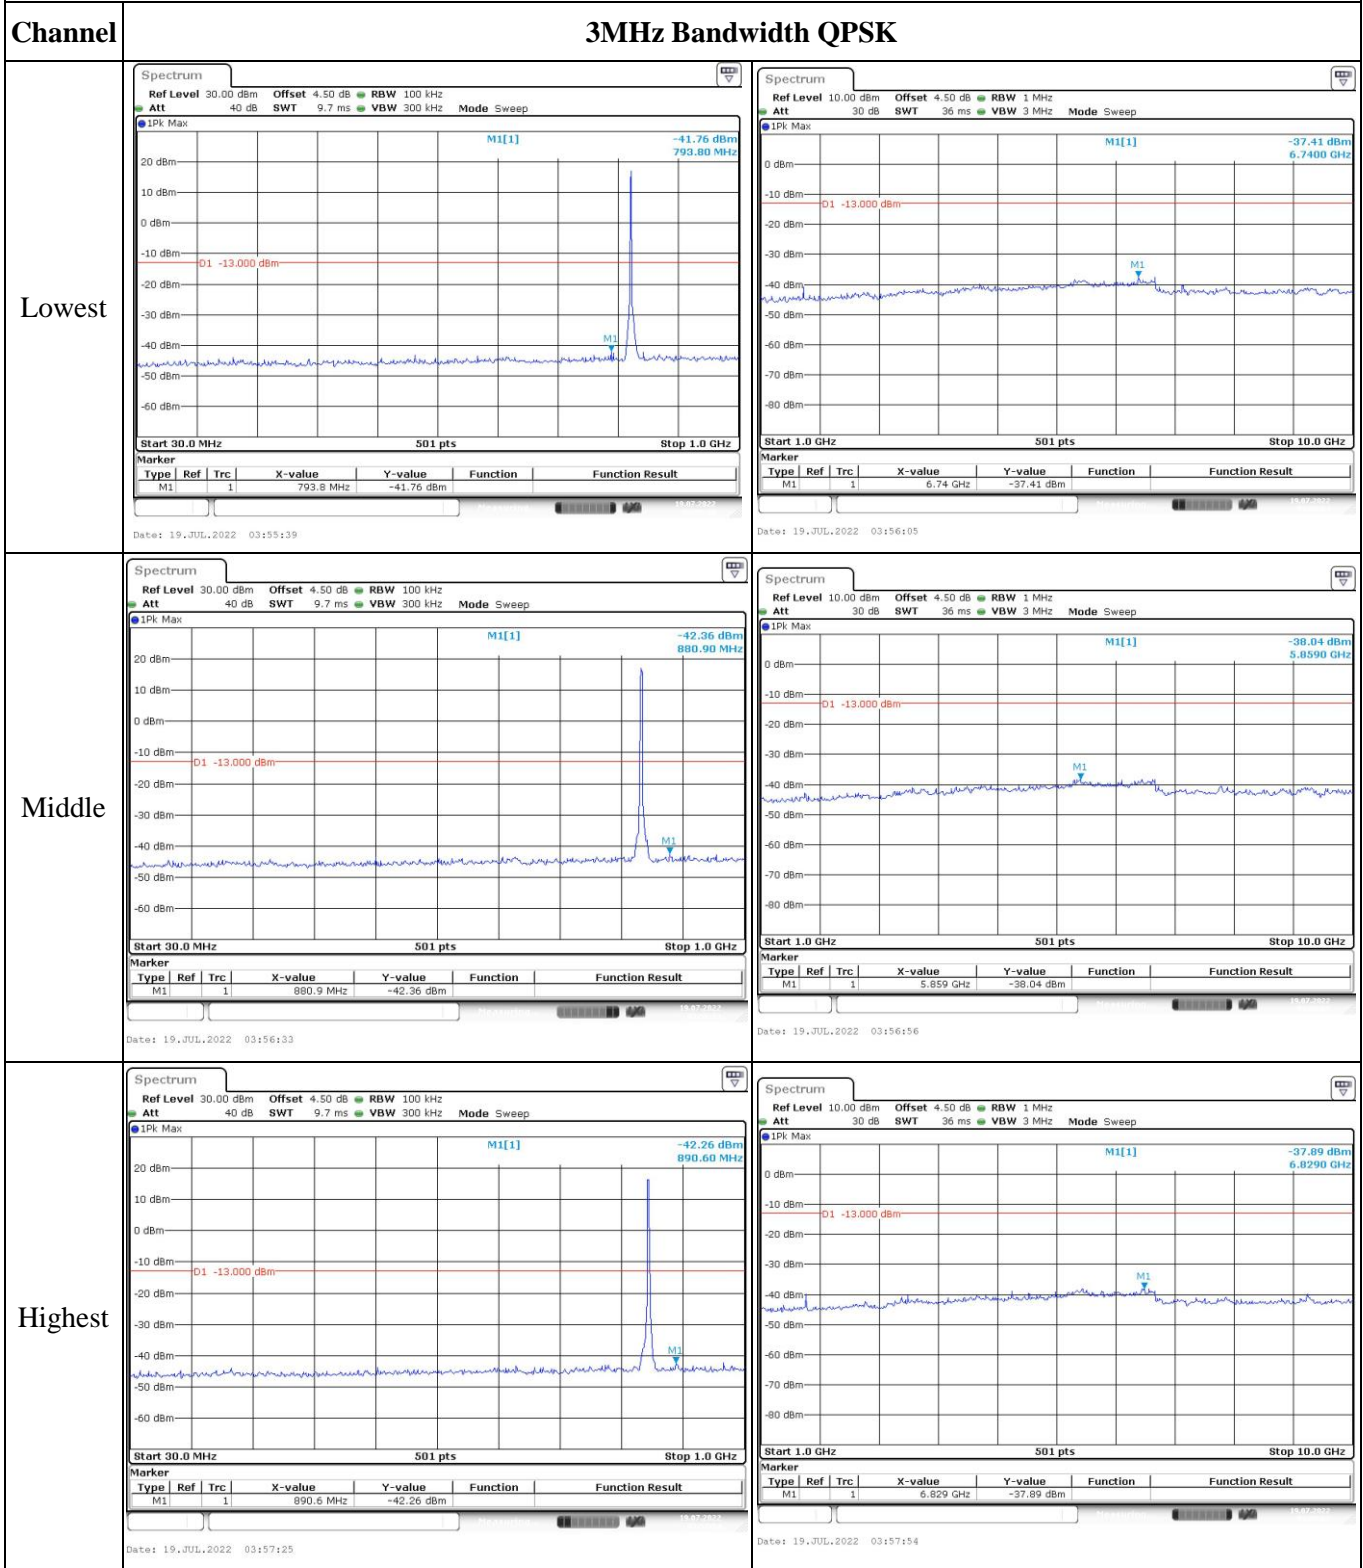 Channel 3MHz Bandwidth QPSK
Lowest
Spectrum
Ref Level 30.00 dBm Offset 4.50 dB RBW 100 kHz
Att 40 dB SWT 9.7 ms VBW 300 kHz Mode Sweep
1Pk Max
M1[1] -41.76 dBm
793.80 MHz
20 dBm
10 dBm
0 dBm
-10 dBm
D1 -13.000 dBm
-20 dBm
-30 dBm
-40 dBm
M1
-50 dBm
-60 dBm
Start 30.0 MHz 501 pts Stop 1.0 GHz
Marker
Type Ref Trc X-value Y-value Function Function Result
M1 1 793.8 MHz -41.76 dBm
19.07.2022
Date: 19.JUL.2022 03:55:39
Spectrum
Ref Level 10.00 dBm Offset 4.50 dB RBW 1 MHz
Att 30 dB SWT 36 ms VBW 3 MHz Mode Sweep
1Pk Max
M1[1] -37.41 dBm
6.7400 GHz
0 dBm
-10 dBm
D1 -13.000 dBm
-20 dBm
-30 dBm
M1
-40 dBm
-50 dBm
-60 dBm
-70 dBm
-80 dBm
Start 1.0 GHz 501 pts Stop 10.0 GHz
Marker
Type Ref Trc X-value Y-value Function Function Result
M1 1 6.74 GHz -37.41 dBm
19.07.2022
Date: 19.JUL.2022 03:56:05
Middle
Spectrum
Ref Level 30.00 dBm Offset 4.50 dB RBW 100 kHz
Att 40 dB SWT 9.7 ms VBW 300 kHz Mode Sweep
1Pk Max
M1[1] -42.36 dBm
880.90 MHz
20 dBm
10 dBm
0 dBm
-10 dBm
D1 -13.000 dBm
-20 dBm
-30 dBm
-40 dBm
M1
-50 dBm
-60 dBm
Start 30.0 MHz 501 pts Stop 1.0 GHz
Marker
Type Ref Trc X-value Y-value Function Function Result
M1 1 880.9 MHz -42.36 dBm
19.07.2022
Date: 19.JUL.2022 03:56:33
Spectrum
Ref Level 10.00 dBm Offset 4.50 dB RBW 1 MHz
Att 30 dB SWT 36 ms VBW 3 MHz Mode Sweep
1Pk Max
M1[1] -38.04 dBm
5.8590 GHz
0 dBm
-10 dBm
D1 -13.000 dBm
-20 dBm
-30 dBm
M1
-40 dBm
-50 dBm
-60 dBm
-70 dBm
-80 dBm
Start 1.0 GHz 501 pts Stop 10.0 GHz
Marker
Type Ref Trc X-value Y-value Function Function Result
M1 1 5.859 GHz -38.04 dBm
19.07.2022
Date: 19.JUL.2022 03:56:56
Highest
Spectrum
Ref Level 30.00 dBm Offset 4.50 dB RBW 100 kHz
Att 40 dB SWT 9.7 ms VBW 300 kHz Mode Sweep
1Pk Max
M1[1] -42.26 dBm
890.60 MHz
20 dBm
10 dBm
0 dBm
-10 dBm
D1 -13.000 dBm
-20 dBm
-30 dBm
-40 dBm
M1
-50 dBm
-60 dBm
Start 30.0 MHz 501 pts Stop 1.0 GHz
Marker
Type Ref Trc X-value Y-value Function Function Result
M1 1 890.6 MHz -42.26 dBm
19.07.2022
Date: 19.JUL.2022 03:57:25
Spectrum
Ref Level 10.00 dBm Offset 4.50 dB RBW 1 MHz
Att 30 dB SWT 36 ms VBW 3 MHz Mode Sweep
1Pk Max
M1[1] -37.89 dBm
6.8290 GHz
0 dBm
-10 dBm
D1 -13.000 dBm
-20 dBm
-30 dBm
M1
-40 dBm
-50 dBm
-60 dBm
-70 dBm
-80 dBm
Start 1.0 GHz 501 pts Stop 10.0 GHz
Marker
Type Ref Trc X-value Y-value Function Function Result
M1 1 6.829 GHz -37.89 dBm
19.07.2022
Date: 19.JUL.2022 03:57:54